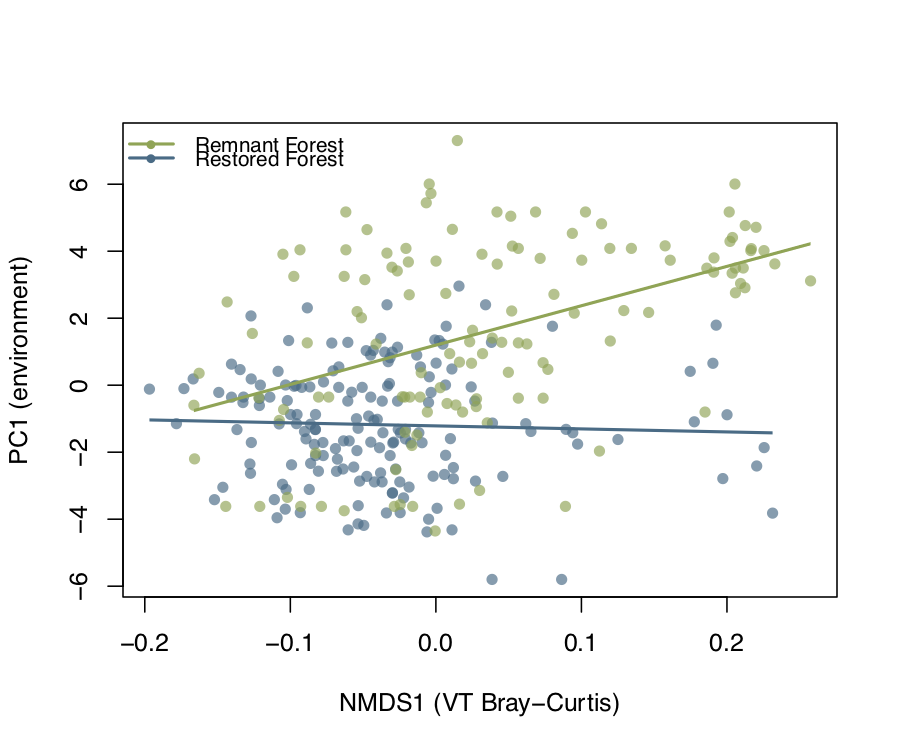 Remnant Forest
Restored Forest
PC1 (environment)
6
4
2
0
−2
−4
−6
−0.2 −0.1 0.0 0.1 0.2
NMDS1 (VT Bray−Curtis)